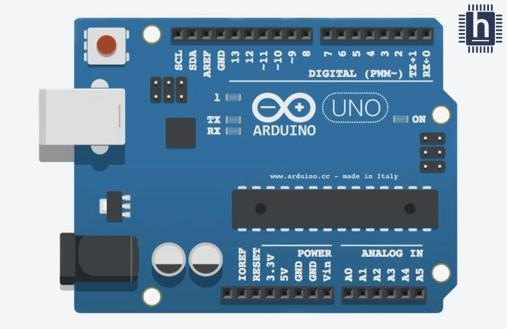 h
SCL
SDA
AREF
GND
13
12
~11
~10
~9
8
7
6
5
4
3
2
TX→1
RX←0
DIGITAL (PWM~)
1
TX
RX
UNO
ON
ARDUINO
www.arduino.cc - made in Italy
POWER
ANALOG IN
IOREF
RESET
3.3V
5V
GND
GND
Vin
A0
A1
A2
A3
A4
A5